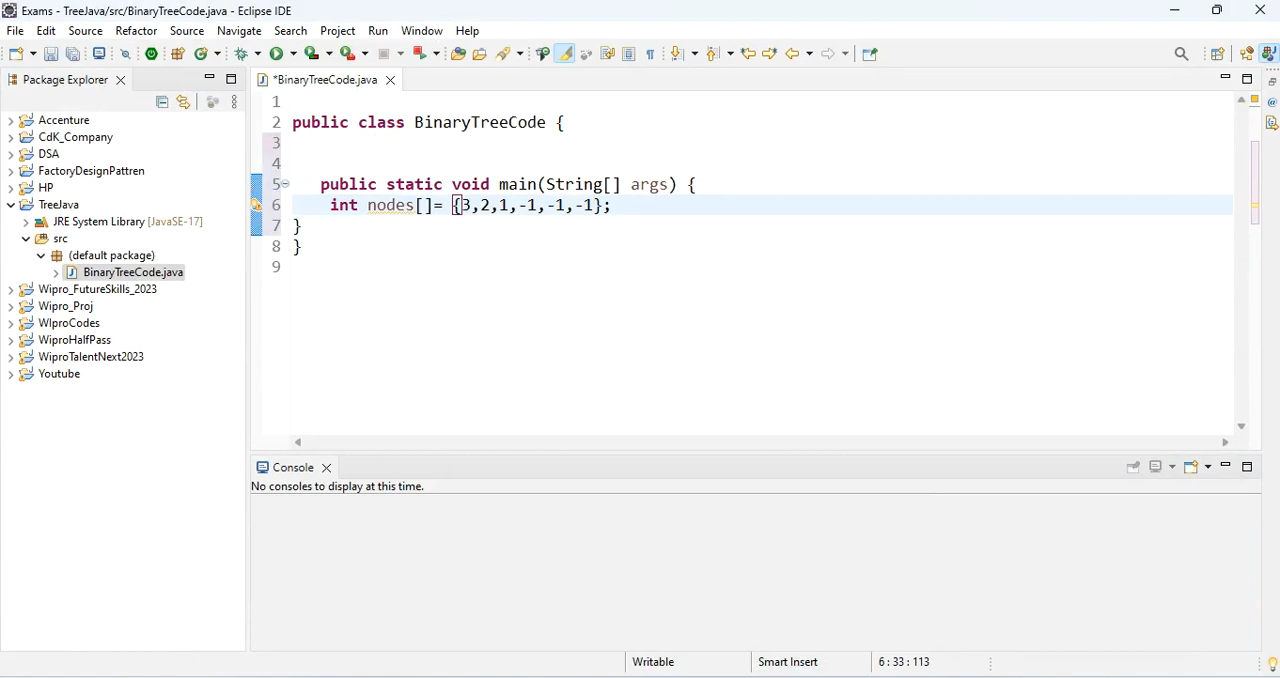 Exams - TreeJava/src/BinaryTreeCode.java - Eclipse IDE
File Edit Source Refactor Source Navigate Search Project Run Window Help
Package Explorer
*BinaryTreeCode.java
Accenture
CdK_Company
DSA
FactoryDesignPattren
HP
TreeJava
JRE System Library [JavaSE-17]
src
(default package)
BinaryTreeCode.java
Wipro_FutureSkills_2023
Wipro_Proj
WIproCodes
WiproHalfPass
WiproTalentNext2023
Youtube
1
2 public class BinaryTreeCode {
3
4
5 public static void main(String[] args) {
6 int nodes[]= {3,2,1,-1,-1,-1};
7 }
8 }
9
Console
No consoles to display at this time.
Writable Smart Insert 6 : 33 : 113